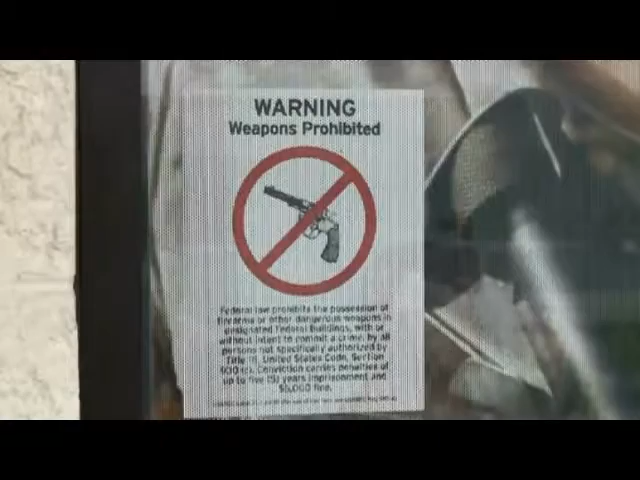 WARNING
Weapons Prohibited
Federal law prohibits the possession of
firearms or other dangerous weapons in
designated Federal Buildings, with or
without intent to commit a crime, by all
persons not specifically authorized by
Title 18, United States Code, Section
Conviction carries penalties of
up to five (5) years imprisonment and
$5,000 fine.